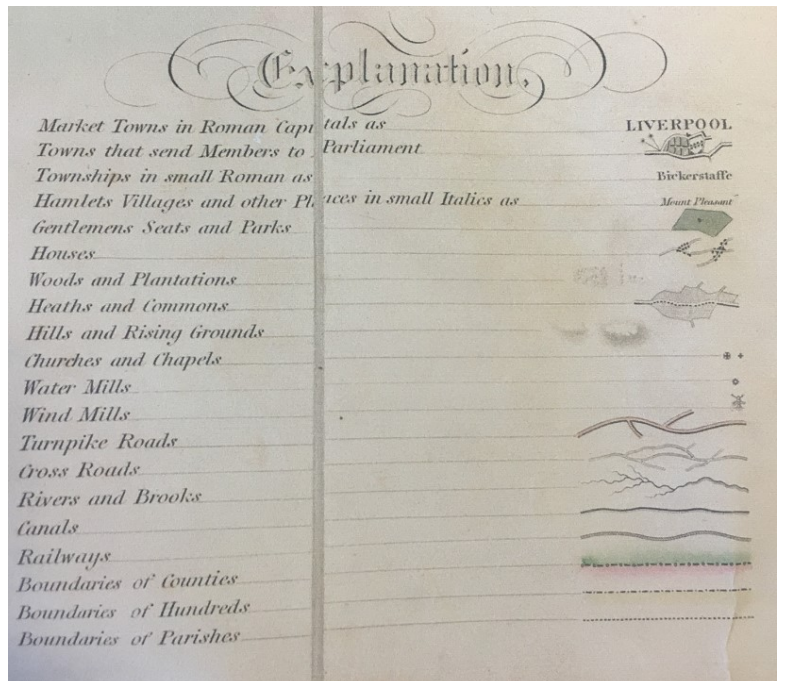 Explanation.
Market Towns in Roman Capitals as LIVERPOOL
Towns that send Members to Parliament
Townships in small Roman as Bickerstaffe
Hamlets Villages and other Places in small Italics as Mount Pleasant
Gentlemens Seats and Parks
Houses
Woods and Plantations
Heaths and Commons
Hills and Rising Grounds
Churches and Chapels
Water Mills
Wind Mills
Turnpike Roads
Cross Roads
Rivers and Brooks
Canals
Railways
Boundaries of Counties
Boundaries of Hundreds
Boundaries of Parishes